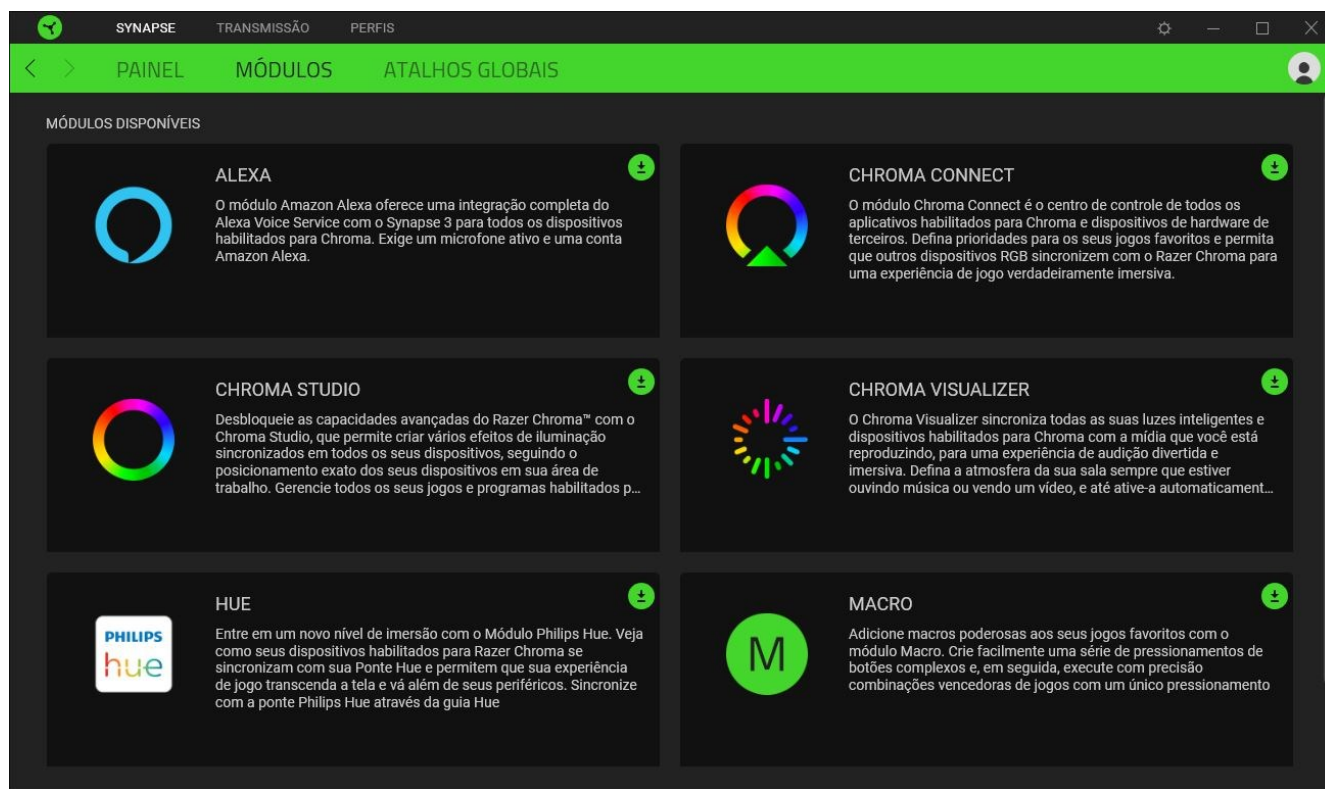 SYNAPSE TRANSMISSÃO PERFIS
PAINEL MÓDULOS ATALHOS GLOBAIS
MÓDULOS DISPONÍVEIS
ALEXA
O módulo Amazon Alexa oferece uma integração completa do
Alexa Voice Service com o Synapse 3 para todos os dispositivos
habilitados para Chroma. Exige um microfone ativo e uma conta
Amazon Alexa.
CHROMA CONNECT
O módulo Chroma Connect é o centro de controle de todos os
aplicativos habilitados para Chroma e dispositivos de hardware de
terceiros. Defina prioridades para os seus jogos favoritos e permita
que outros dispositivos RGB sincronizem com o Razer Chroma para
uma experiência de jogo verdadeiramente imersiva.
CHROMA STUDIO
Desbloqueie as capacidades avançadas do Razer Chroma™ com o
Chroma Studio, que permite criar vários efeitos de iluminação
sincronizados em todos os seus dispositivos, seguindo o
posicionamento exato dos seus dispositivos em sua área de
trabalho. Gerencie todos os seus jogos e programas habilitados p...
CHROMA VISUALIZER
O Chroma Visualizer sincroniza todas as suas luzes inteligentes e
dispositivos habilitados para Chroma com a mídia que você está
reproduzindo, para uma experiência de audição divertida e
imersiva. Defina a atmosfera da sua sala sempre que estiver
ouvindo música ou vendo um vídeo, e até ative-a automaticament...
PHILIPS
hue
HUE
Entre em um novo nível de imersão com o Módulo Philips Hue. Veja
como seus dispositivos habilitados para Razer Chroma se
sincronizam com sua Ponte Hue e permitem que sua experiência
de jogo transcenda a tela e vá além de seus periféricos. Sincronize
com a ponte Philips Hue através da guia Hue
M
MACRO
Adicione macros poderosas aos seus jogos favoritos com o
módulo Macro. Crie facilmente uma série de pressionamentos de
botões complexos e, em seguida, execute com precisão
combinações vencedoras de jogos com um único pressionamento